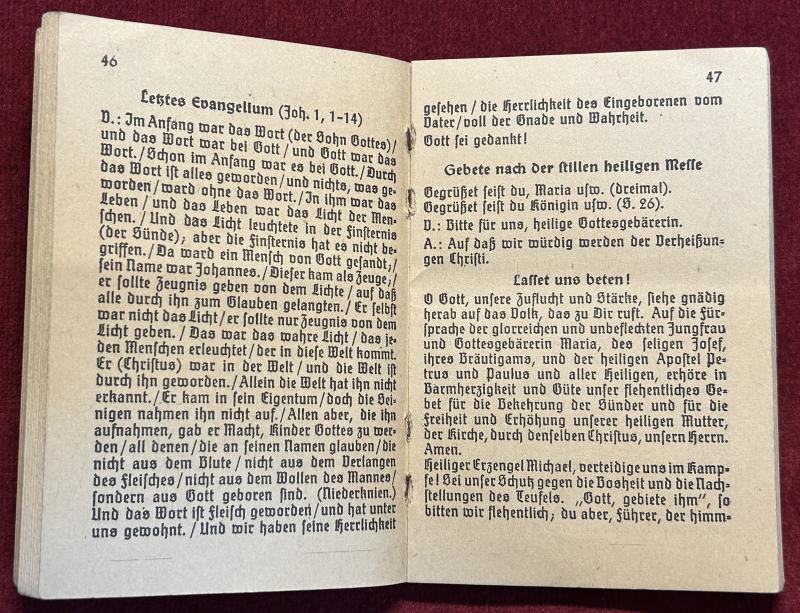 46
Letztes Evangelium (Joh. 1, 1-14)
V.: Im Anfang war das Wort (der Sohn Gottes)/
und das Wort war bei Gott / und Gott war das
Wort. / Schon im Anfang war es bei Gott. / Durch
das Wort ist alles geworden / und nichts, was ge-
worden / ward ohne das Wort. / In ihm war das
Leben / und das Leben war das Licht der Men-
schen. / Und das Licht leuchtete in der Finsternis
(der Sünde); aber die Finsternis hat es nicht be-
griffen. / Da ward ein Mensch von Gott gesandt, /
sein Name war Johannes. / Dieser kam als Zeuge, /
er sollte Zeugnis geben von dem Lichte / auf daß
alle durch ihn zum Glauben gelangten. / Er selbst
war nicht das Licht / er sollte nur Zeugnis von dem
Licht geben. / Das war das wahre Licht / das je-
den Menschen erleuchtet / der in diese Welt kommt.
Er (Christus) war in der Welt / und die Welt ist
durch ihn geworden. / Allein die Welt hat ihn nicht
erkannt. / Er kam in sein Eigentum / doch die Sei-
nigen nahmen ihn nicht auf. / Allen aber, die ihn
aufnahmen, gab er Macht, Kinder Gottes zu wer-
den / all denen / die an seinen Namen glauben / die
nicht aus dem Blute / nicht aus dem Verlangen
des Fleisches / nicht aus dem Wollen des Mannes /
sondern aus Gott geboren sind. (Niederknien.)
Und das Wort ist Fleisch geworden / und hat unter
uns gewohnt. / Und wir haben seine Herrlichkeit
47
gesehen / die Herrlichkeit des Eingeborenen vom
Vater / voll der Gnade und Wahrheit.
Gott sei gedankt!
Gebete nach der stillen heiligen Messe
Gegrüßet seist du, Maria usw. (dreimal).
Gegrüßet seist du Königin usw. (S. 26).
V.: Bitte für uns, heilige Gottesgebärerin.
A.: Auf daß wir würdig werden der Verheißun-
gen Christi.
Lasset uns beten!
O Gott, unsere Zuflucht und Stärke, siehe gnädig
herab auf das Volk, das zu Dir ruft. Auf die Für-
sprache der glorreichen und unbefleckten Jungfrau
und Gottesgebärerin Maria, des seligen Josef,
ihres Bräutigams, und der heiligen Apostel Pe-
trus und Paulus und aller Heiligen, erhöre in
Barmherzigkeit und Güte unser flehentliches Ge-
bet für die Bekehrung der Sünder und für die
Freiheit und Erhöhung unserer heiligen Mutter,
der Kirche, durch denselben Christus, unsern Herrn.
Amen.
Heiliger Erzengel Michael, verteidige uns im Kamp-
fe! Sei unser Schutz gegen die Bosheit und die Nach-
stellungen des Teufels. „Gott, gebiete ihm", so
bitten wir flehentlich; du aber, Führer, der himm-